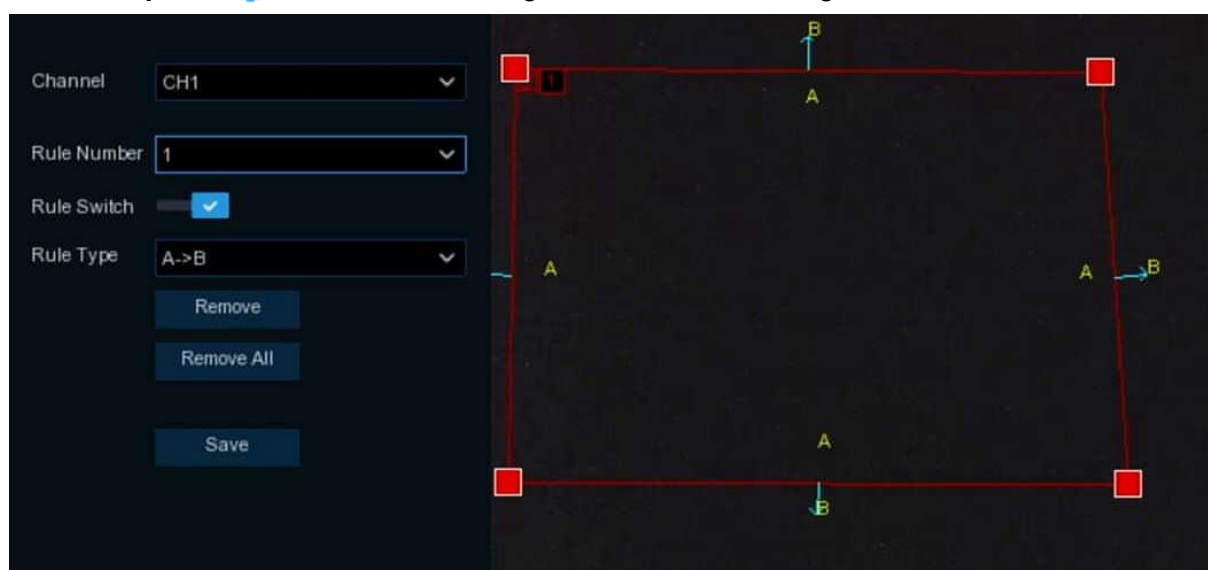 Channel
CH1
Rule Number
1
Rule Switch
Rule Type
A->B
Remove
Remove All
Save
1
B
A
A
A
B
A
B